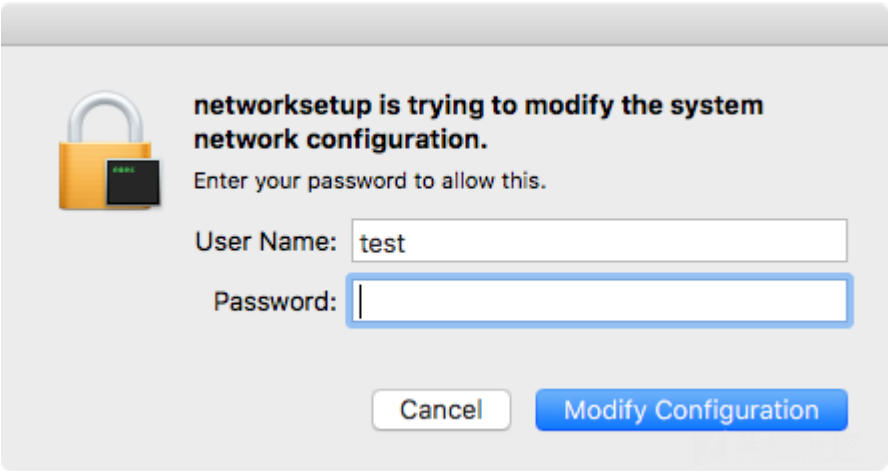 networksetup is trying to modify the system
network configuration.
Enter your password to allow this.
User Name: test
Password:
Cancel Modify Configuration